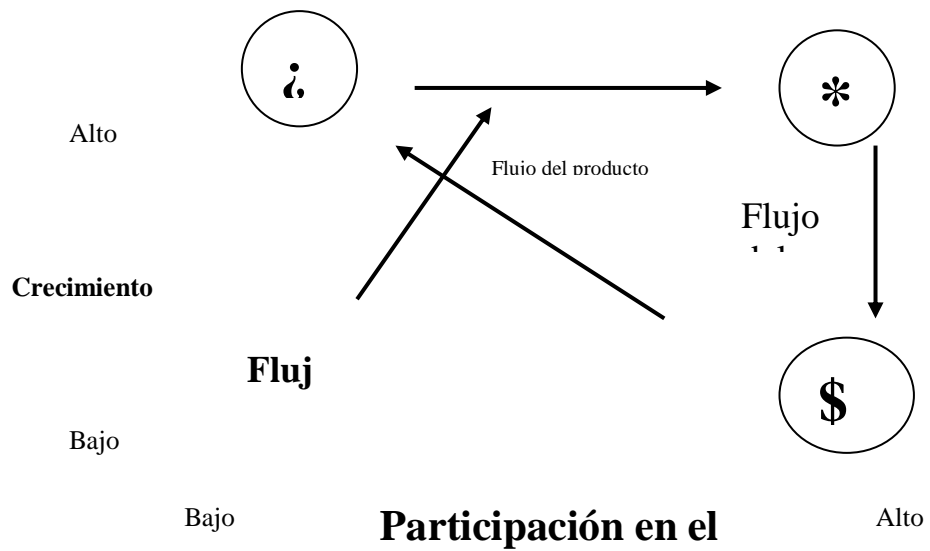 ¿
*
Alto
Flujo del producto
Flujo
Crecimiento
Fluj
$
Bajo
Bajo
Participación en el
Alto